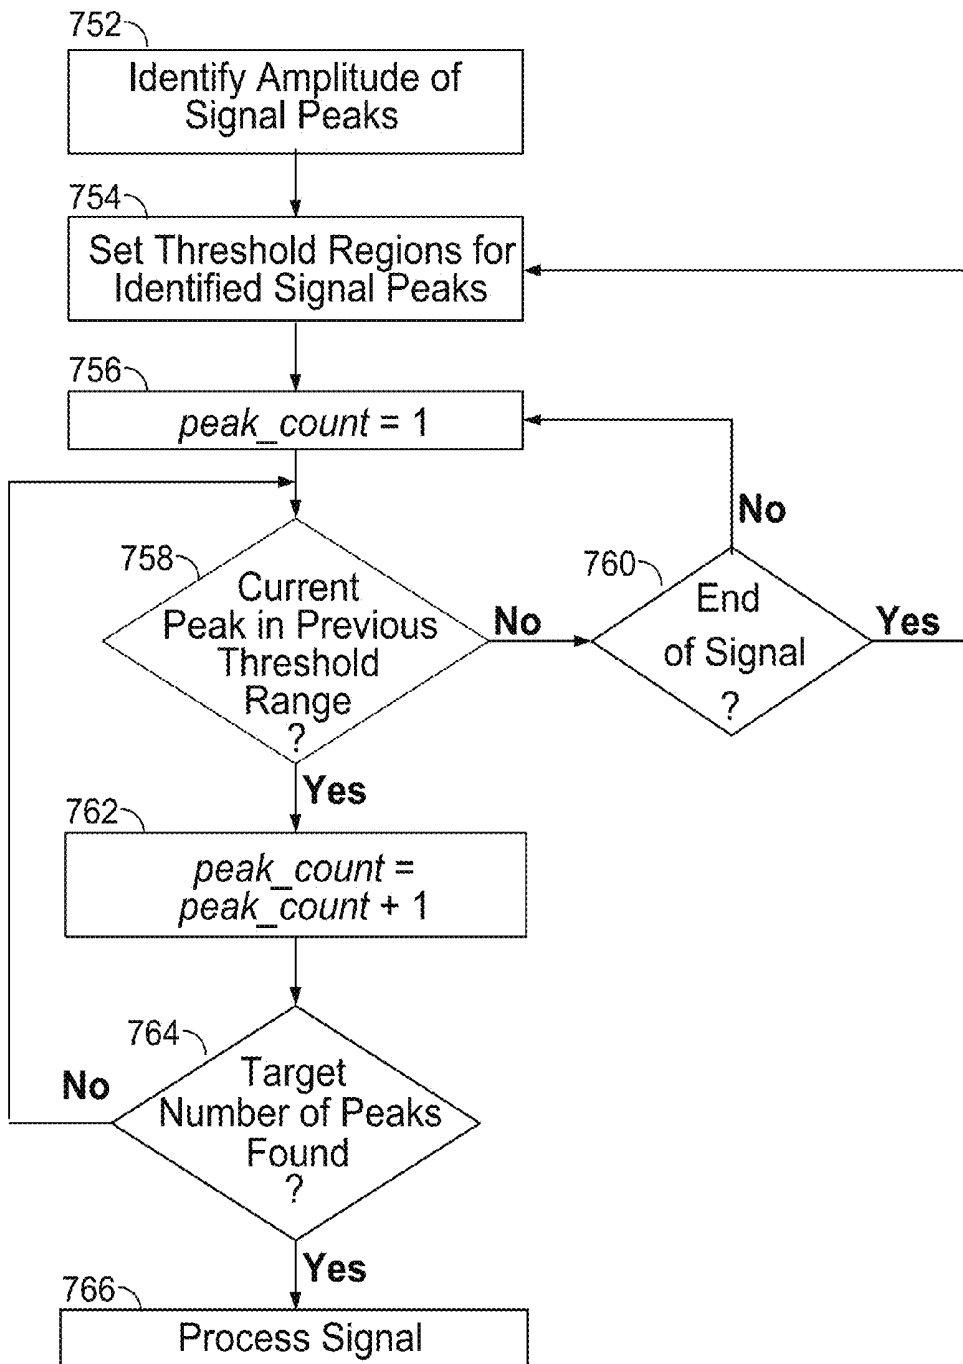 752
Identify Amplitude of
Signal Peaks
754
Set Threshold Regions for
Identified Signal Peaks
756
peak_count = 1
758
Current
Peak in Previous
Threshold
Range
?
No
760
End
of Signal
?
No
Yes
Yes
762
peak_count =
peak_count + 1
764
Target
Number of Peaks
Found
?
No
Yes
766
Process Signal